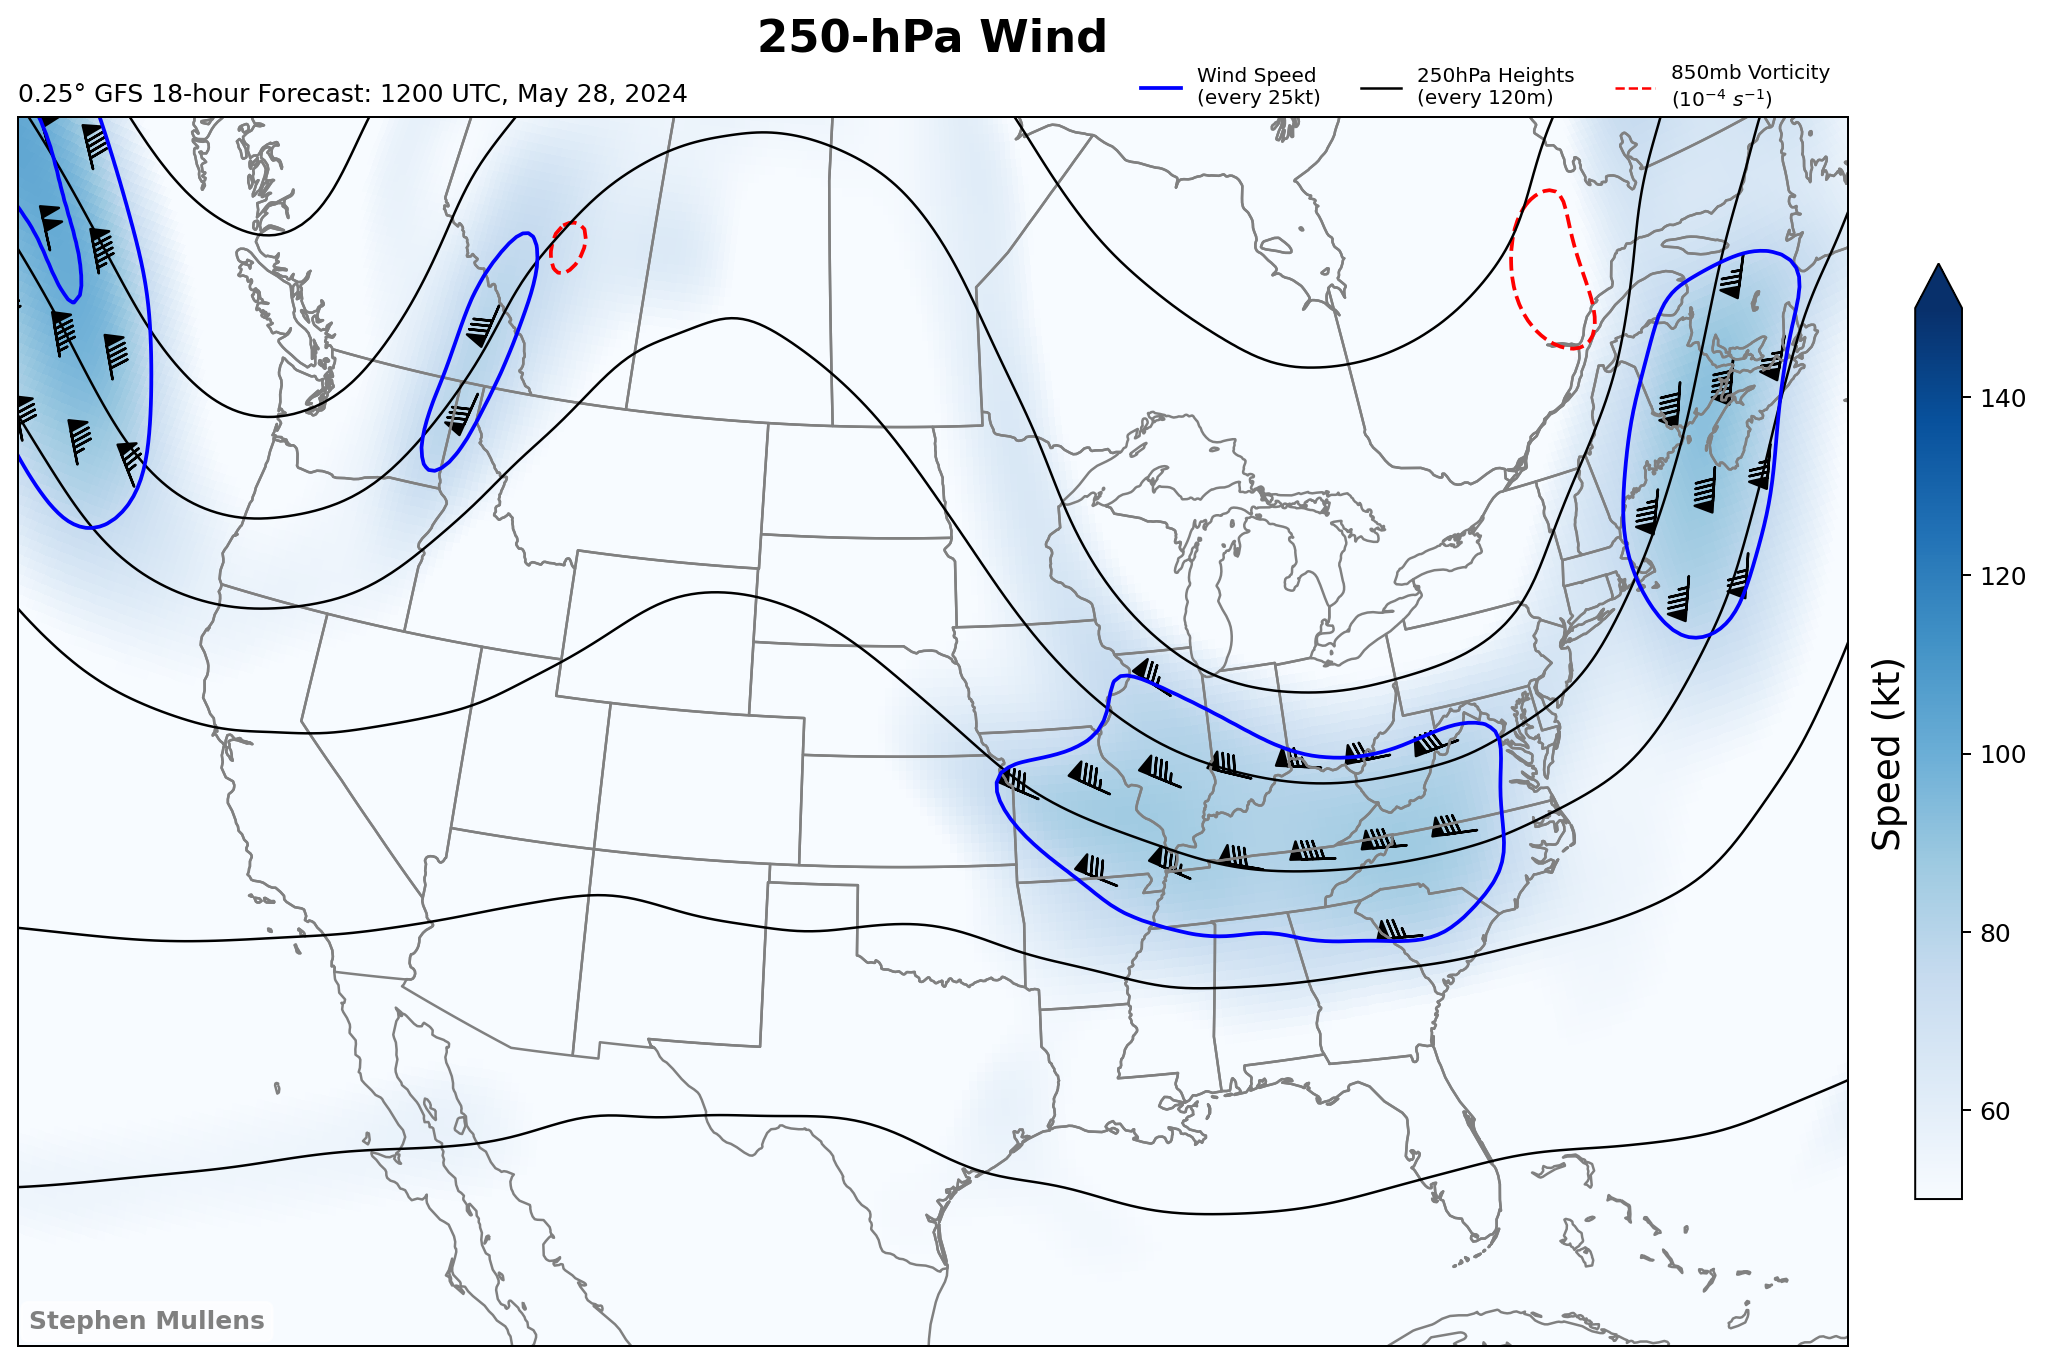 250-hPa Wind
0.25° GFS 18-hour Forecast: 1200 UTC, May 28, 2024
Wind Speed
(every 25kt)
250hPa Heights
(every 120m)
850mb Vorticity
(10⁻⁴ s⁻¹)
140
120
100
80
60
Speed (kt)
Stephen Mullens